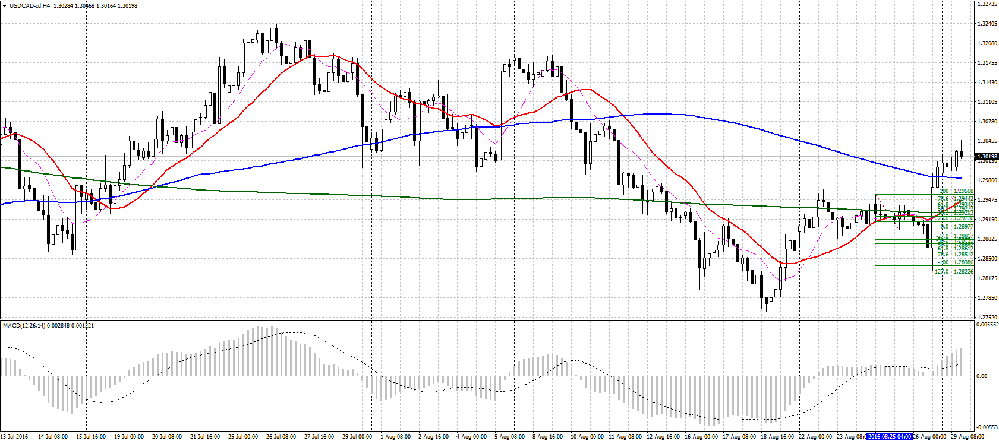 USDCAD-cd,H4 1.30284 1.30468 1.30164 1.30198
1.32735
1.32405
1.32080
1.31755
1.31430
1.31105
1.30780
1.30455
1.30198
1.30130
1.29800
1.29475
1.29150
1.28825
1.28500
1.28175
1.27850
1.27520
100 1.29568
78.6 1.29442
23.6 1.29116
0.0 1.28977
-27.0 1.28817
-61.8 1.28612
-78.6 1.28512
-100 1.28386
-127.0 1.28226
MACD(12,26,14) 0.002848 0.001221
0.005552
0.00
-0.00553
13 Jul 2016
14 Jul 08:00
15 Jul 16:00
19 Jul 00:00
20 Jul 08:00
21 Jul 16:00
25 Jul 00:00
26 Jul 08:00
27 Jul 16:00
29 Jul 00:00
1 Aug 08:00
2 Aug 16:00
4 Aug 00:00
5 Aug 08:00
8 Aug 16:00
10 Aug 00:00
11 Aug 08:00
12 Aug 16:00
16 Aug 00:00
17 Aug 08:00
18 Aug 16:00
22 Aug 00:00
23 Aug 08:00
2016.08.25 04:00
26 Aug 00:00
29 Aug 08:00